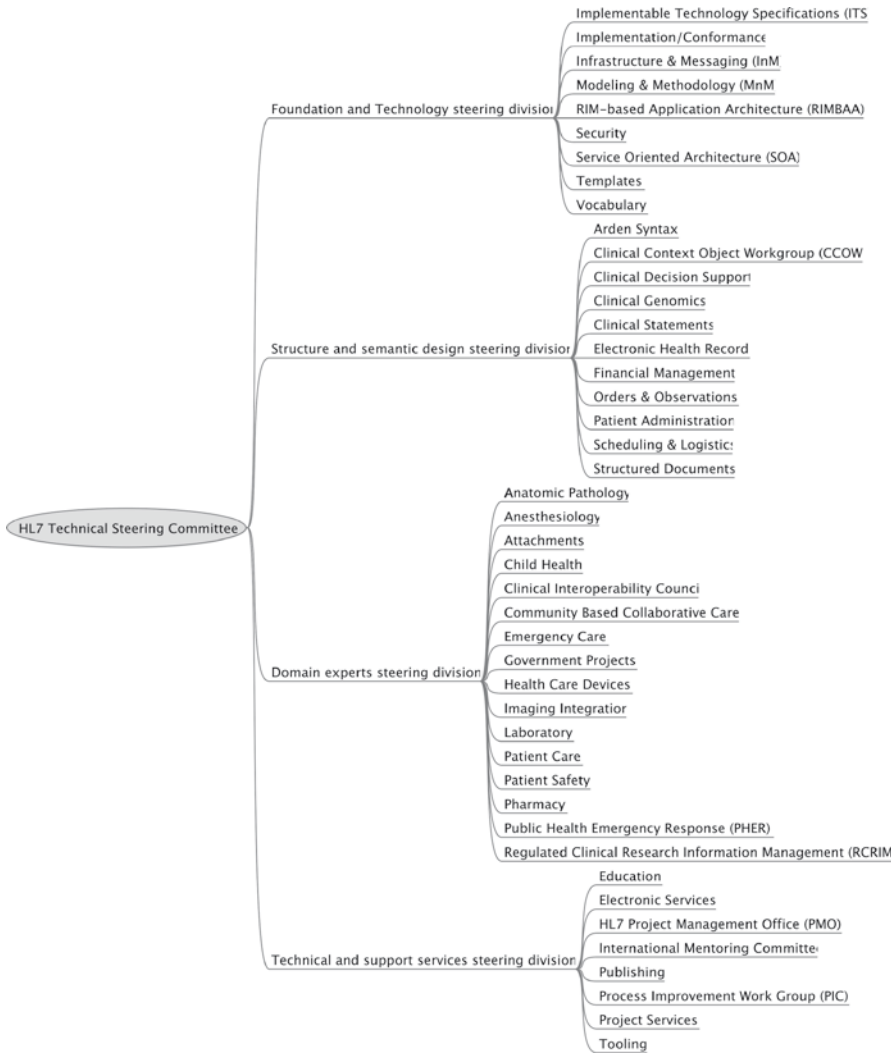 Implementable Technology Specifications (ITS
Implementation/Conformance
Infrastructure & Messaging (InM
Modeling & Methodology (MnM
Foundation and Technology steering division
RIM-based Application Architecture (RIMBAA)
Security
Service Oriented Architecture (SOA)
Templates
Vocabulary
Arden Syntax
Clinical Context Object Workgroup (CCOW
Clinical Decision Support
Clinical Genomics
Clinical Statements
Structure and semantic design steering division
Electronic Health Record
Financial Management
Orders & Observations
Patient Administration
Scheduling & Logistics
Structured Documents
HL7 Technical Steering Committee
Anatomic Pathology
Anesthesiology
Attachments
Child Health
Clinical Interoperability Counci
Community Based Collaborative Care
Emergency Care
Government Projects
Domain experts steering division
Health Care Devices
Imaging Integration
Laboratory
Patient Care
Patient Safety
Pharmacy
Public Health Emergency Response (PHER)
Regulated Clinical Research Information Management (RCRIM
Education
Electronic Services
HL7 Project Management Office (PMO)
International Mentoring Committe
Technical and support services steering division
Publishing
Process Improvement Work Group (PIC)
Project Services
Tooling